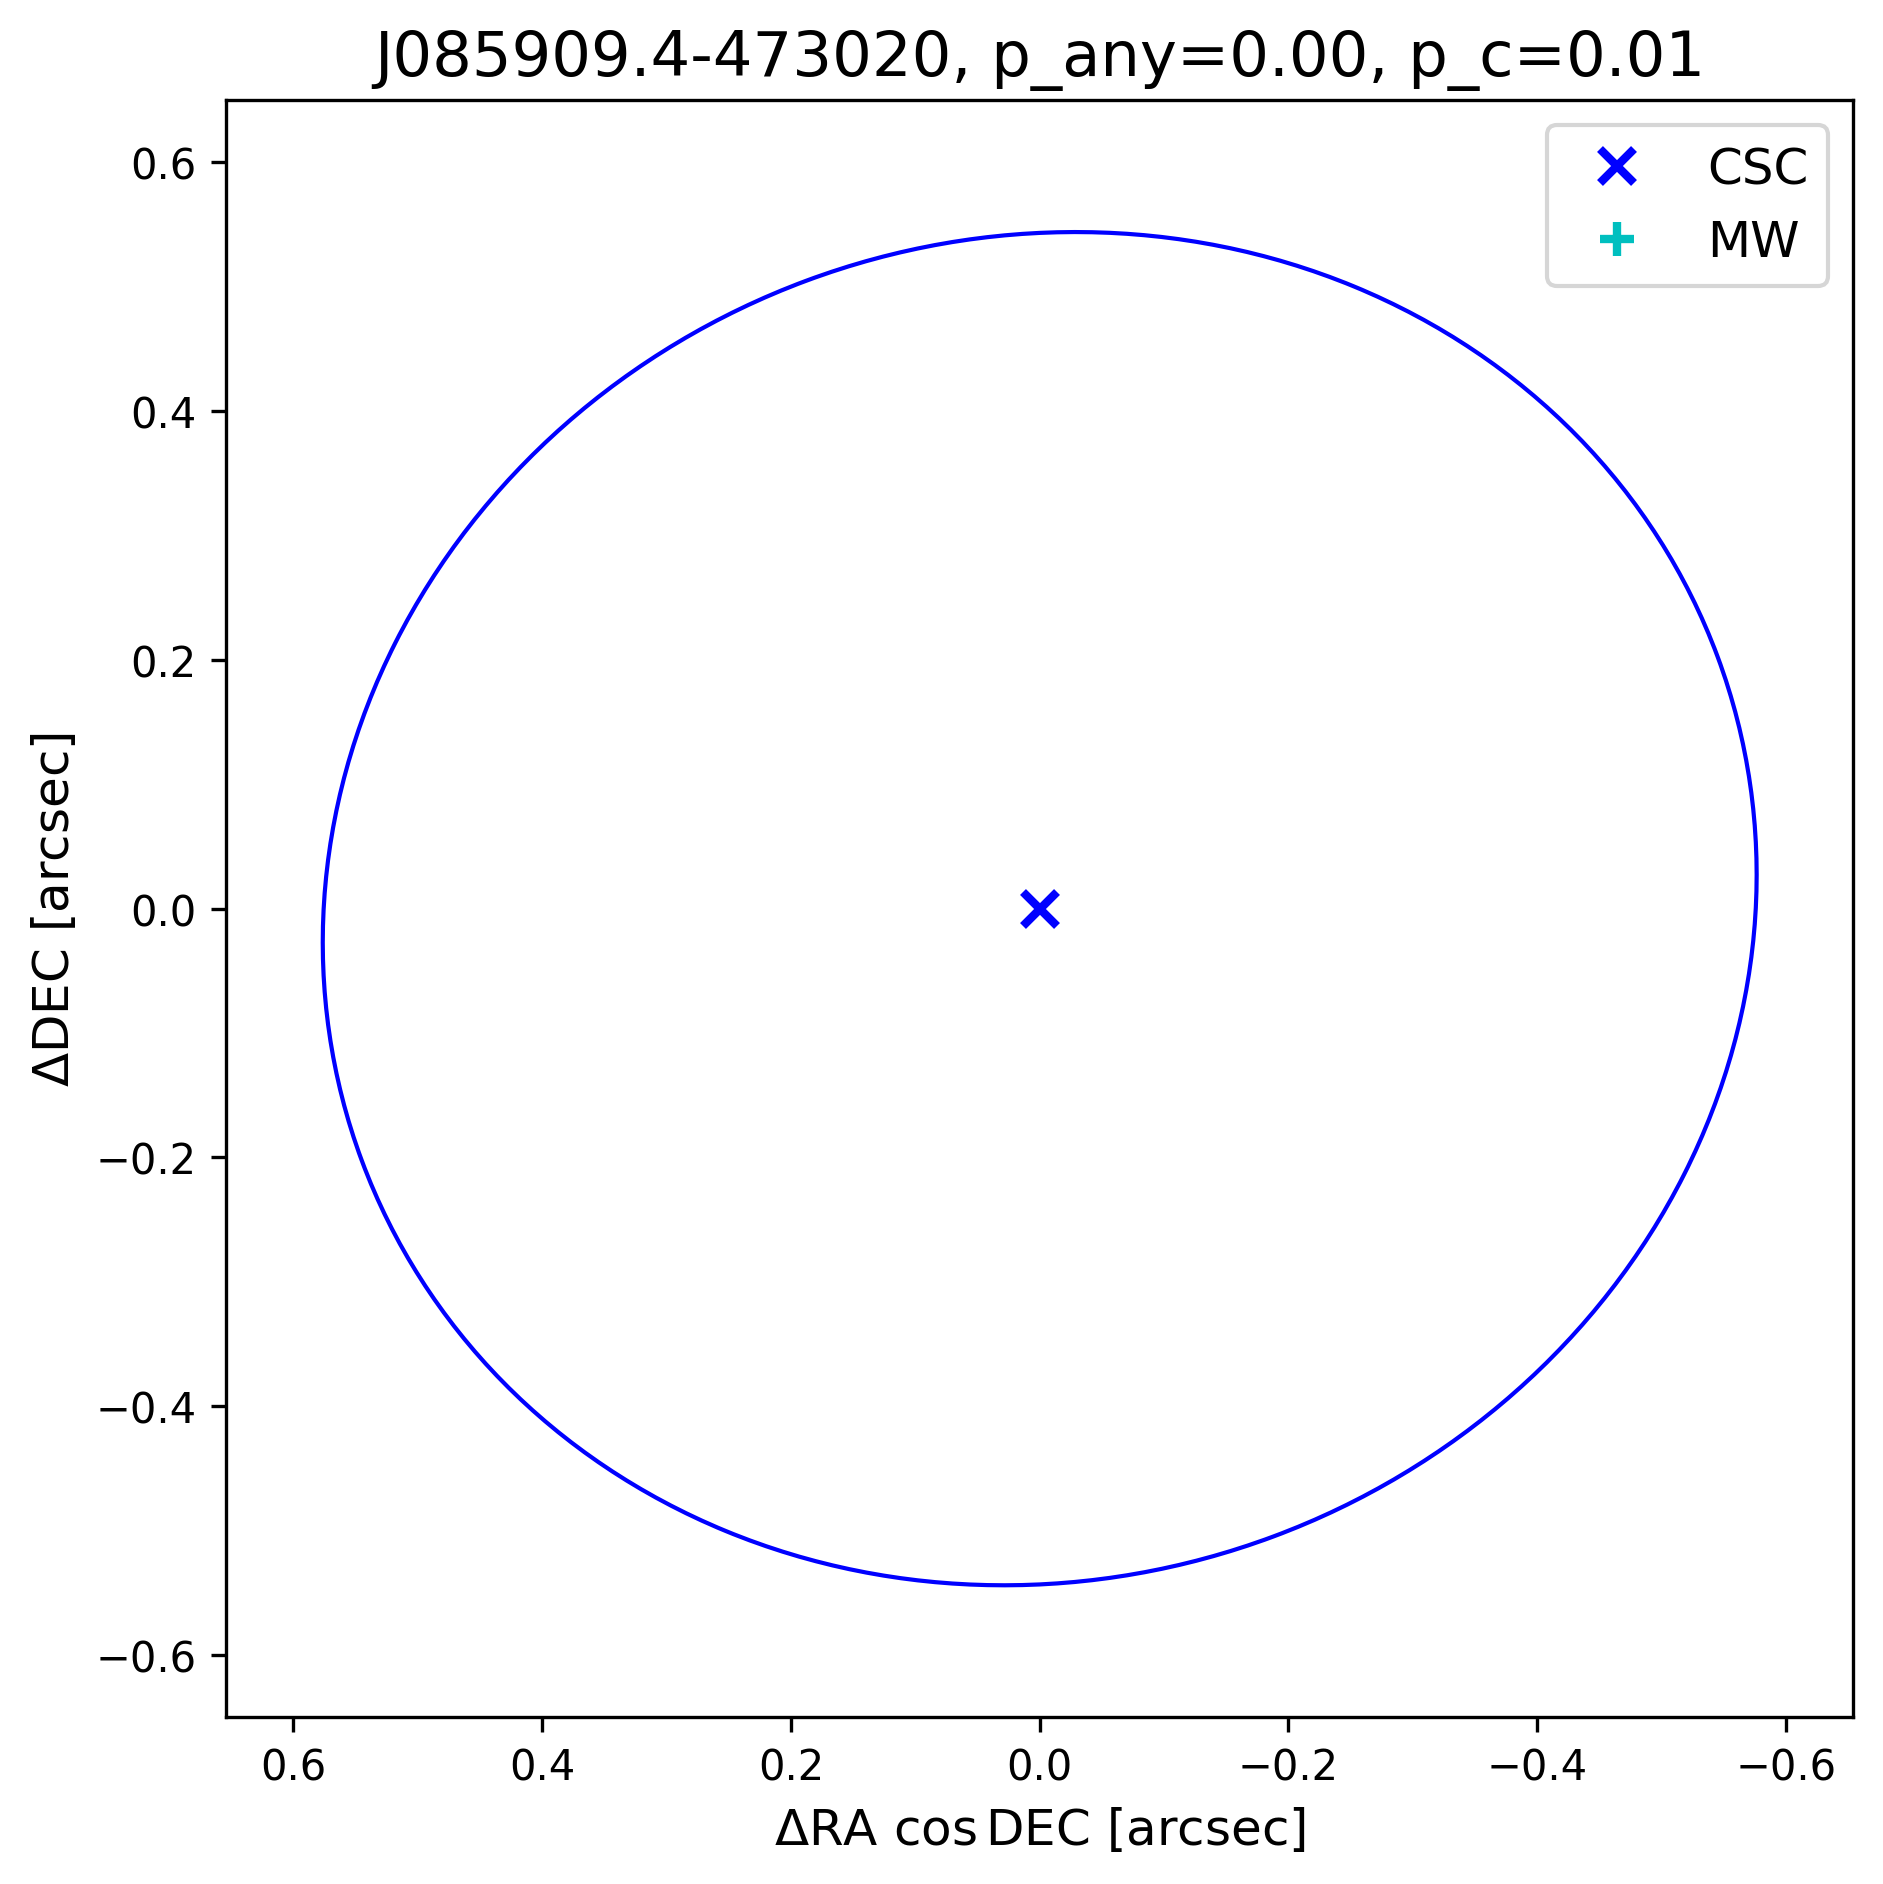 J085909.4-473020, p_any=0.00, p_c=0.01
CSC
MW
0.6
0.4
0.2
0.0
−0.2
−0.4
−0.6
ΔDEC [arcsec]
0.6 0.4 0.2 0.0 −0.2 −0.4 −0.6
ΔRA cos DEC [arcsec]